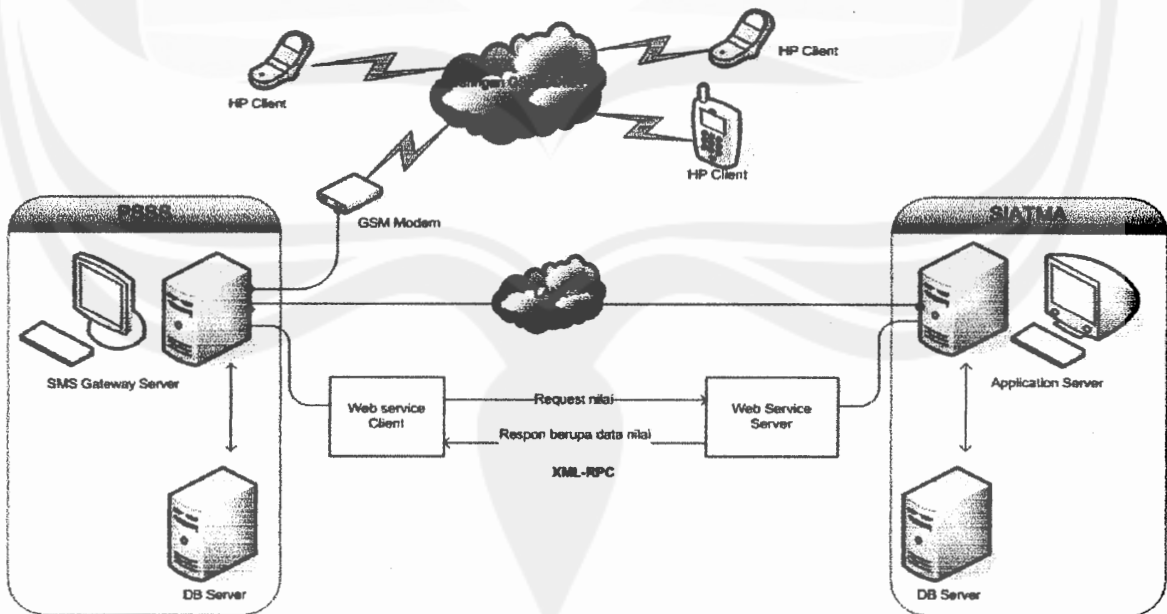 HP Client
HP Client
HP Client
GSM Modem
PSSS
SIATMA
SMS Gateway Server
Application Server
Web service
Client
Request nilai
Respon berupa data nilai
XML-RPC
Web Service
Server
DB Server
DB Server